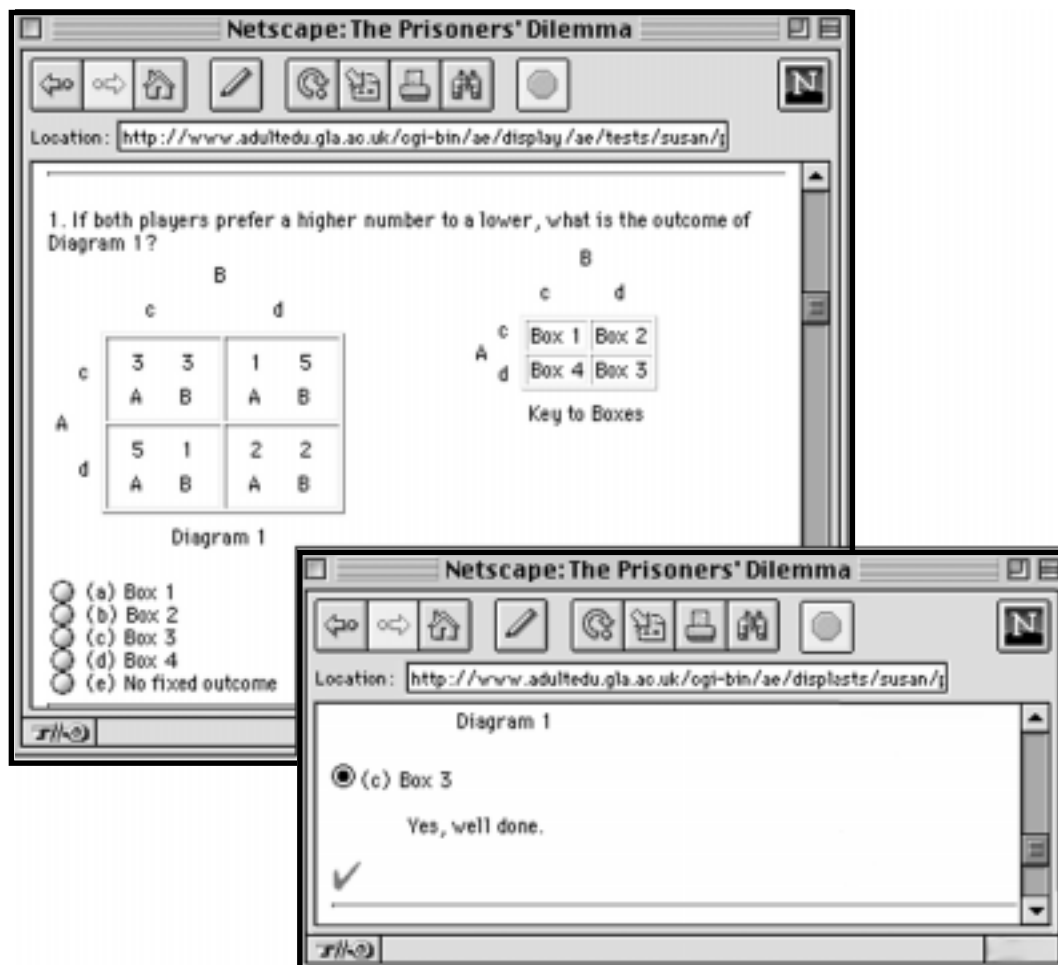 Netscape: The Prisoners' Dilemma
N
Location: http://www.adultedu.gla.ac.uk/cgi-bin/ae/display/ae/tests/susan/p
1. If both players prefer a higher number to a lower, what is the outcome of
Diagram 1?
B
c d
c 3 3 1 5
A B A B
A
d 5 1 2 2
A B A B
Diagram 1
B
c d
A c Box 1 Box 2
d Box 4 Box 3
Key to Boxes
(a) Box 1
(b) Box 2
(c) Box 3
(d) Box 4
(e) No fixed outcome
Netscape: The Prisoners' Dilemma
N
Location: http://www.adultedu.gla.ac.uk/cgi-bin/ae/displasts/susan/p
Diagram 1
(c) Box 3
Yes, well done.